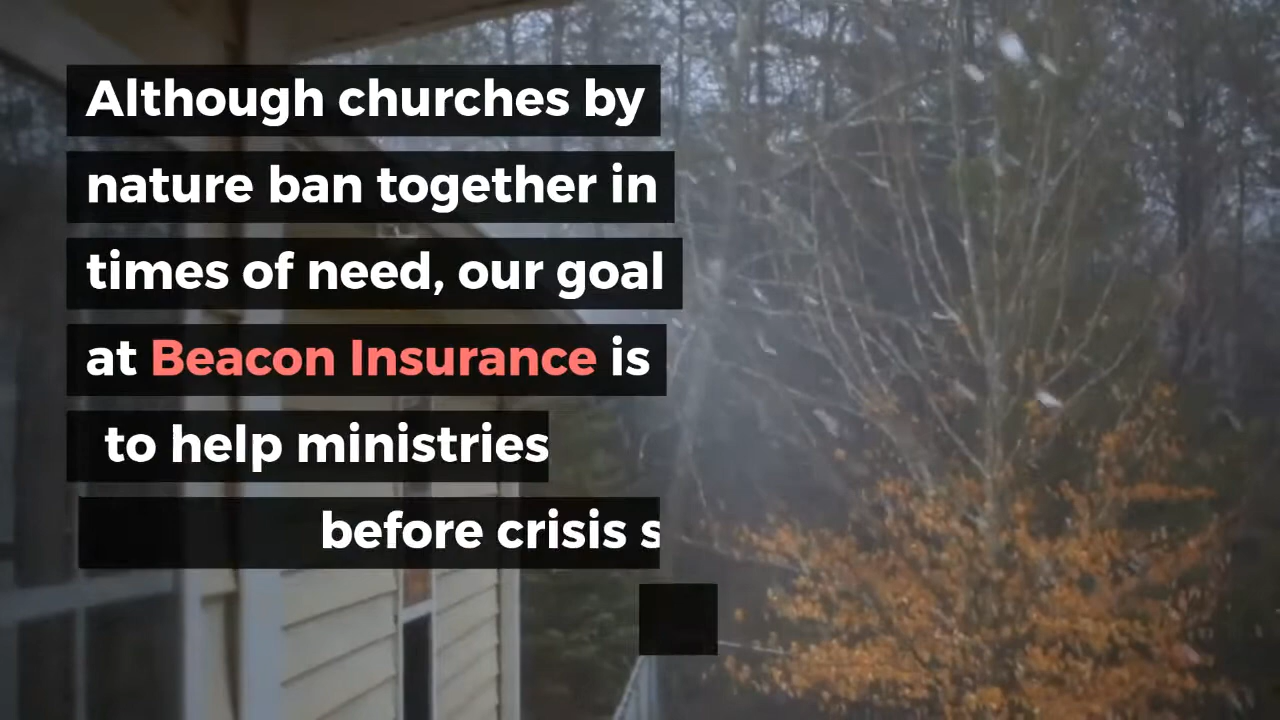 Although churches by
nature ban together in
times of need, our goal
at Beacon Insurance is
to help ministries
before crisis s